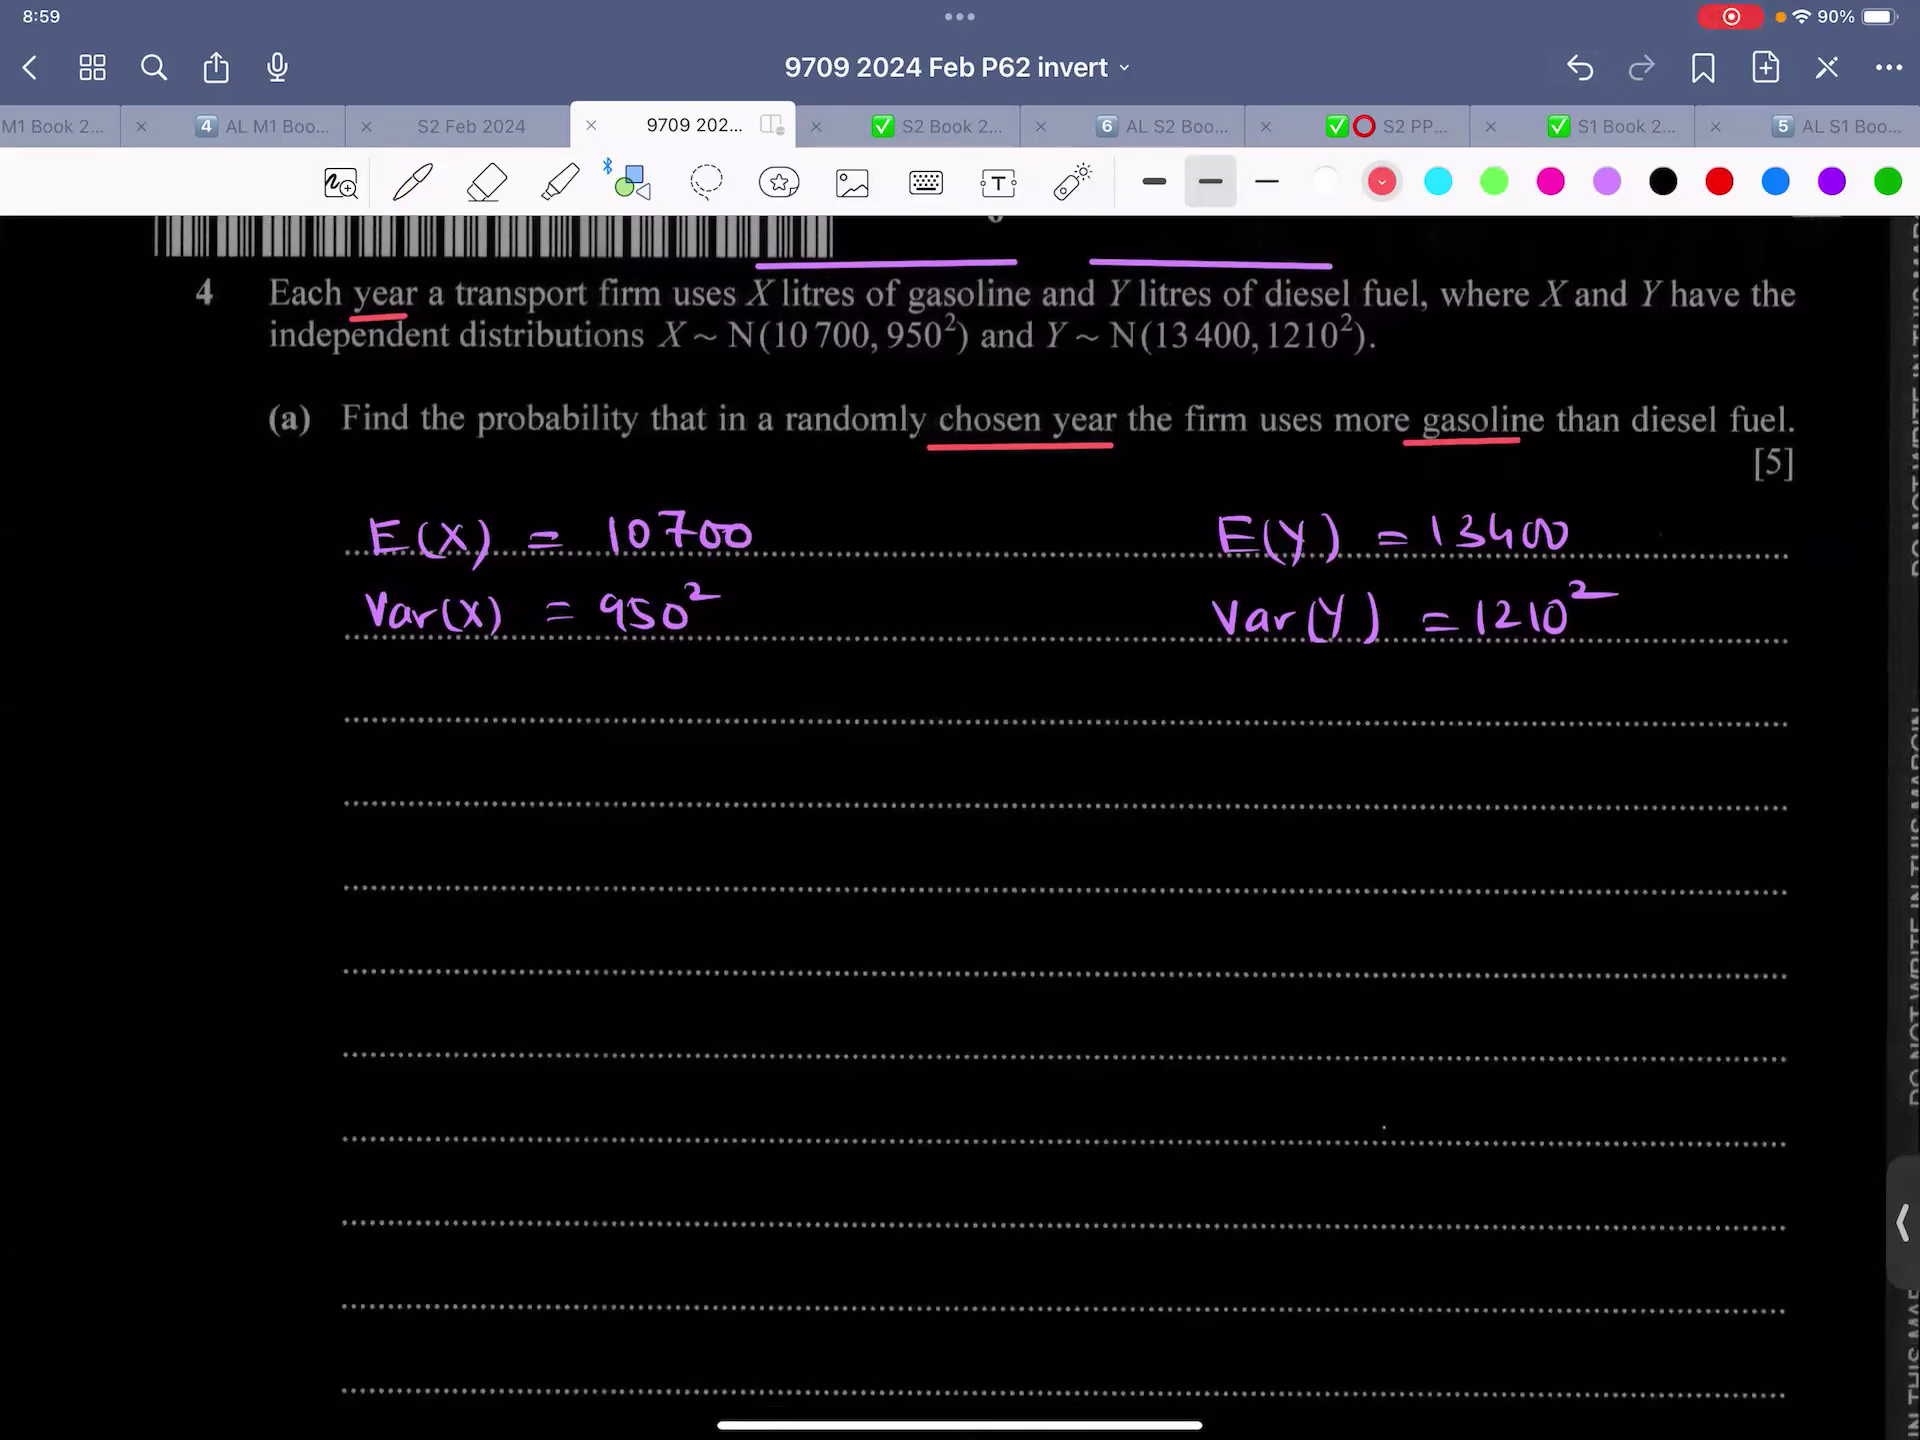 8:59
90%
9709 2024 Feb P62 invert
M1 Book 2...
4 AL M1 Boo...
S2 Feb 2024
9709 202...
S2 Book 2...
6 AL S2 Boo...
S2 PP...
S1 Book 2...
5 AL S1 Boo...
4 Each year a transport firm uses X litres of gasoline and Y litres of diesel fuel, where X and Y have the
independent distributions X ~ N(10 700, 950²) and Y ~ N(13 400, 1210²).
(a) Find the probability that in a randomly chosen year the firm uses more gasoline than diesel fuel.
[5]
E(X) = 10700
E(Y) = 13400
Var(X) = 950²
Var(Y) = 1210²
DO NOT WRITE IN THIS MARGIN